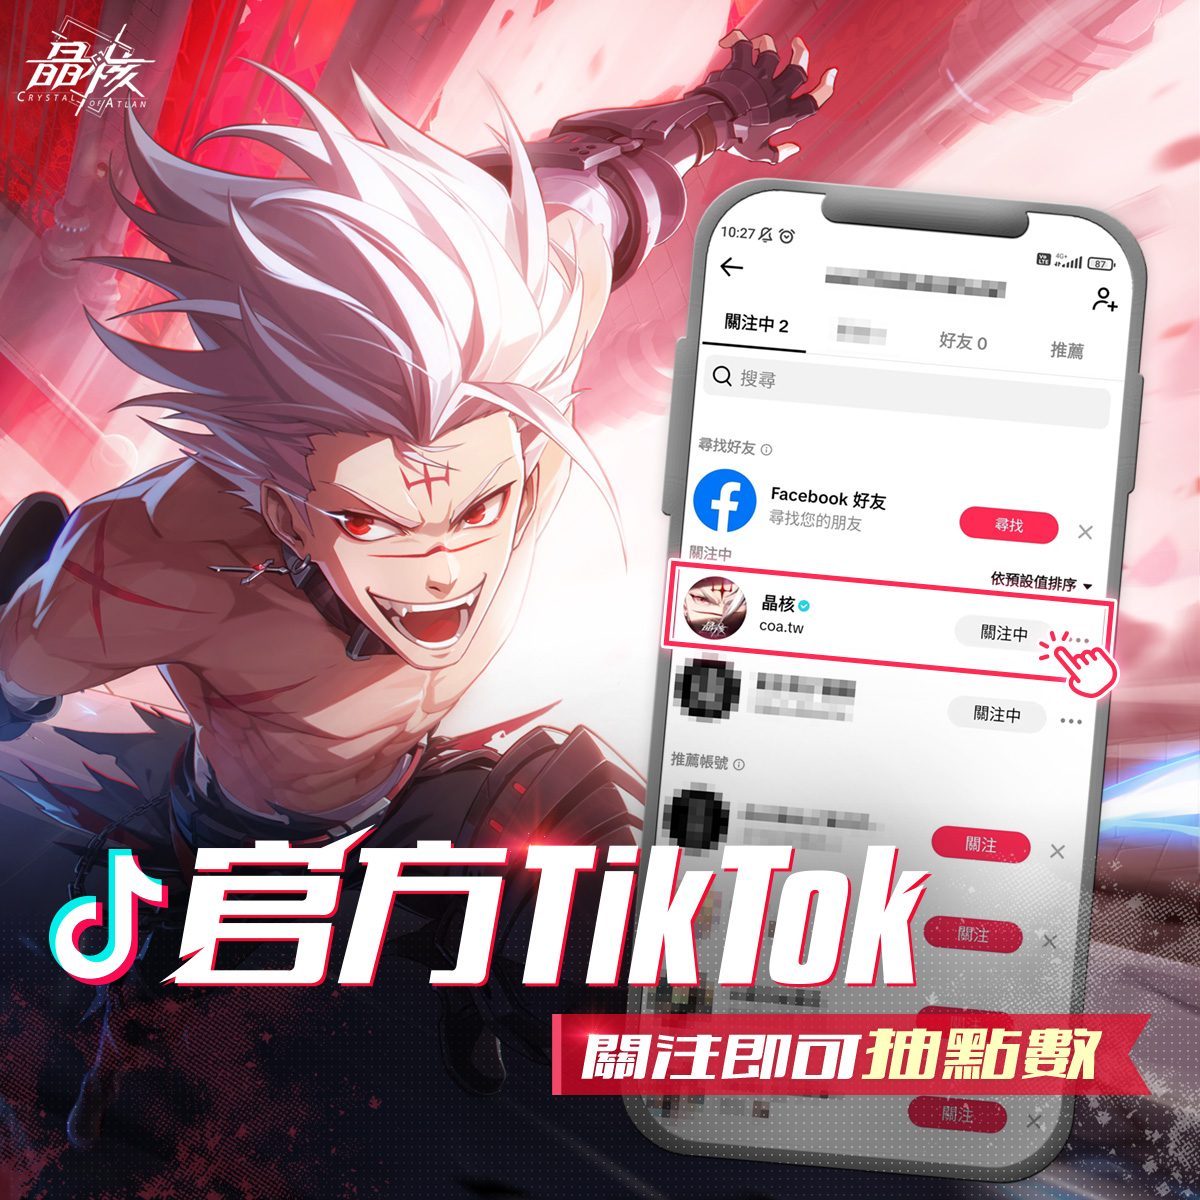 晶核
CRYSTAL OF ATLAN
10:27
Vo LTE 4G+ 87
關注中 2
好友 0
推薦
搜尋
尋找好友
Facebook 好友
尋找您的朋友
尋找
關注中
依預設值排序
晶核
coa.tw
關注中
關注中
推薦帳號
關注
關注
關注
官方TikTok
關注即可抽點數